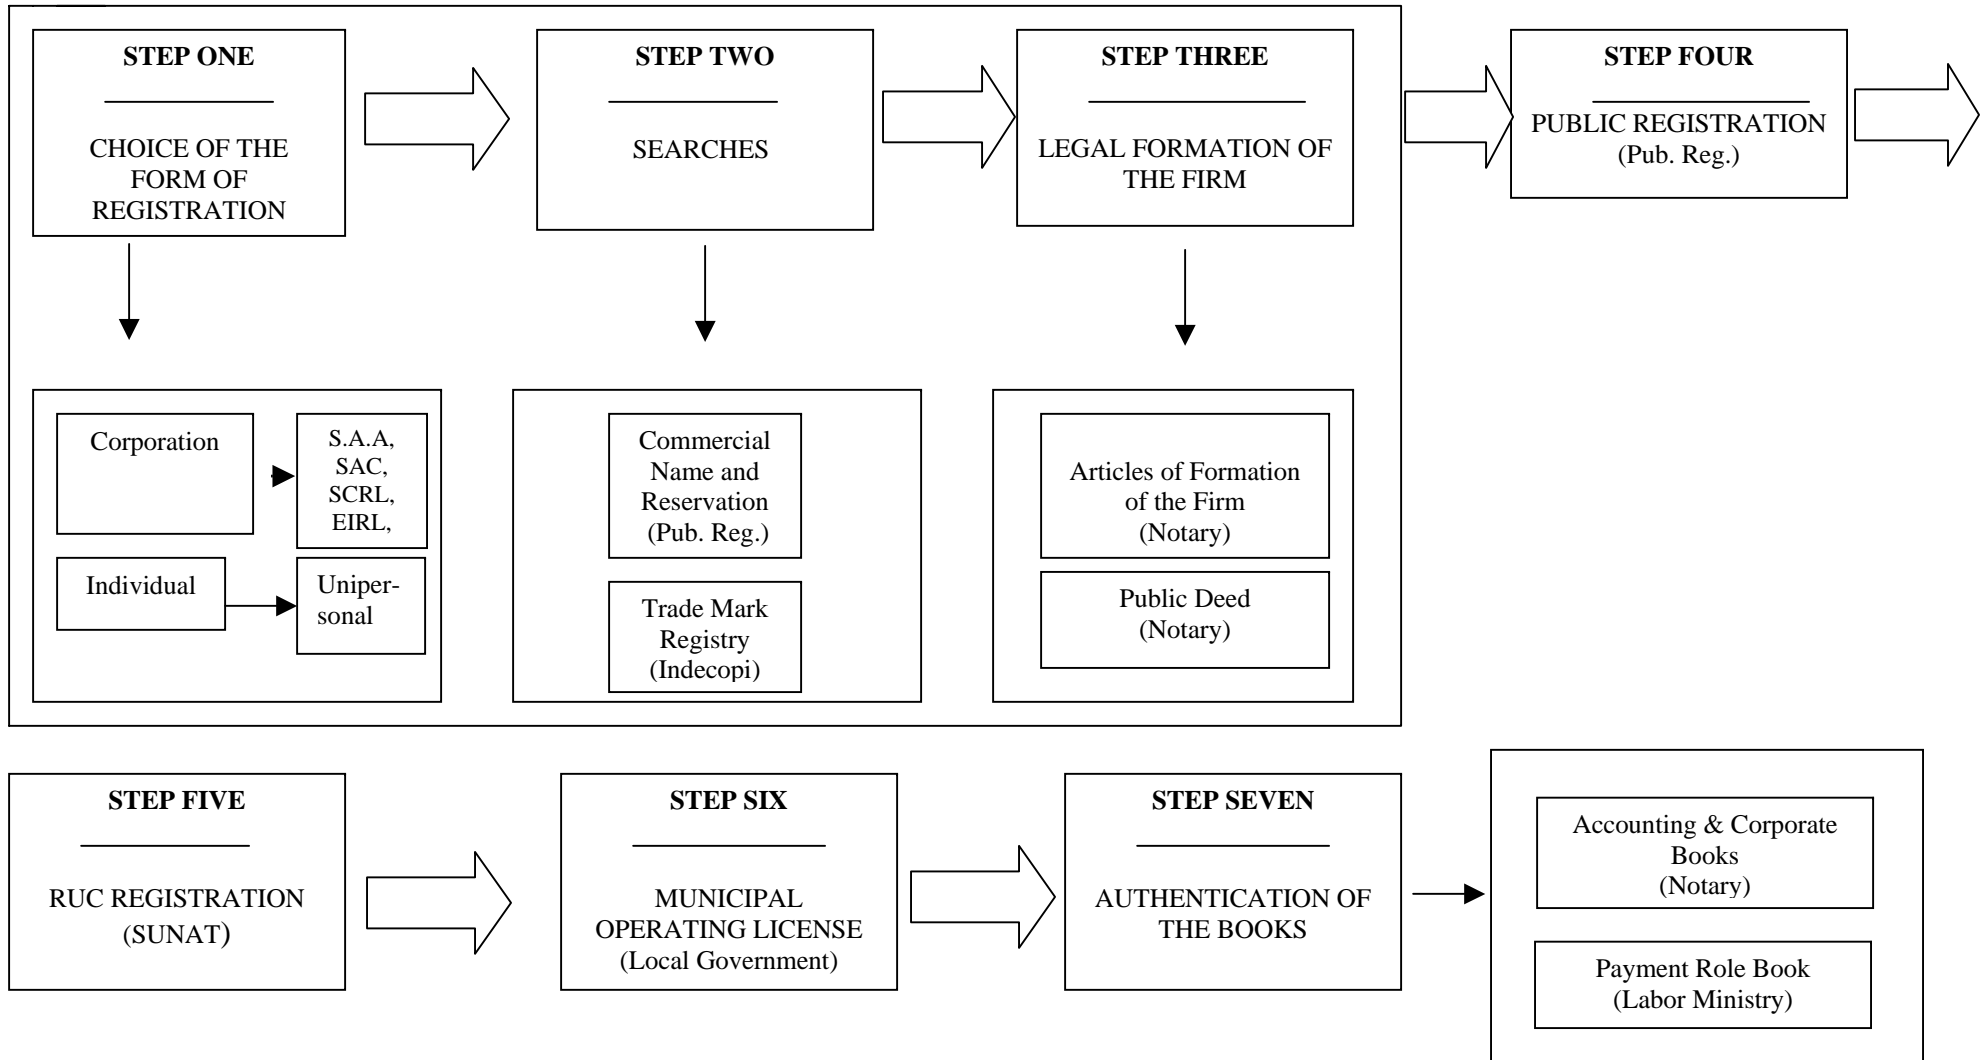 STEP ONE
CHOICE OF THE
FORM OF
REGISTRATION
STEP TWO
SEARCHES
STEP THREE
LEGAL FORMATION OF
THE FIRM
STEP FOUR
PUBLIC REGISTRATION
(Pub. Reg.)
Corporation
S.A.A,
SAC,
SCRL,
EIRL,
Individual
Uniper-
sonal
Commercial
Name and
Reservation
(Pub. Reg.)
Trade Mark
Registry
(Indecopi)
Articles of Formation
of the Firm
(Notary)
Public Deed
(Notary)
STEP FIVE
RUC REGISTRATION
(SUNAT)
STEP SIX
MUNICIPAL
OPERATING LICENSE
(Local Government)
STEP SEVEN
AUTHENTICATION OF
THE BOOKS
Accounting & Corporate
Books
(Notary)
Payment Role Book
(Labor Ministry)